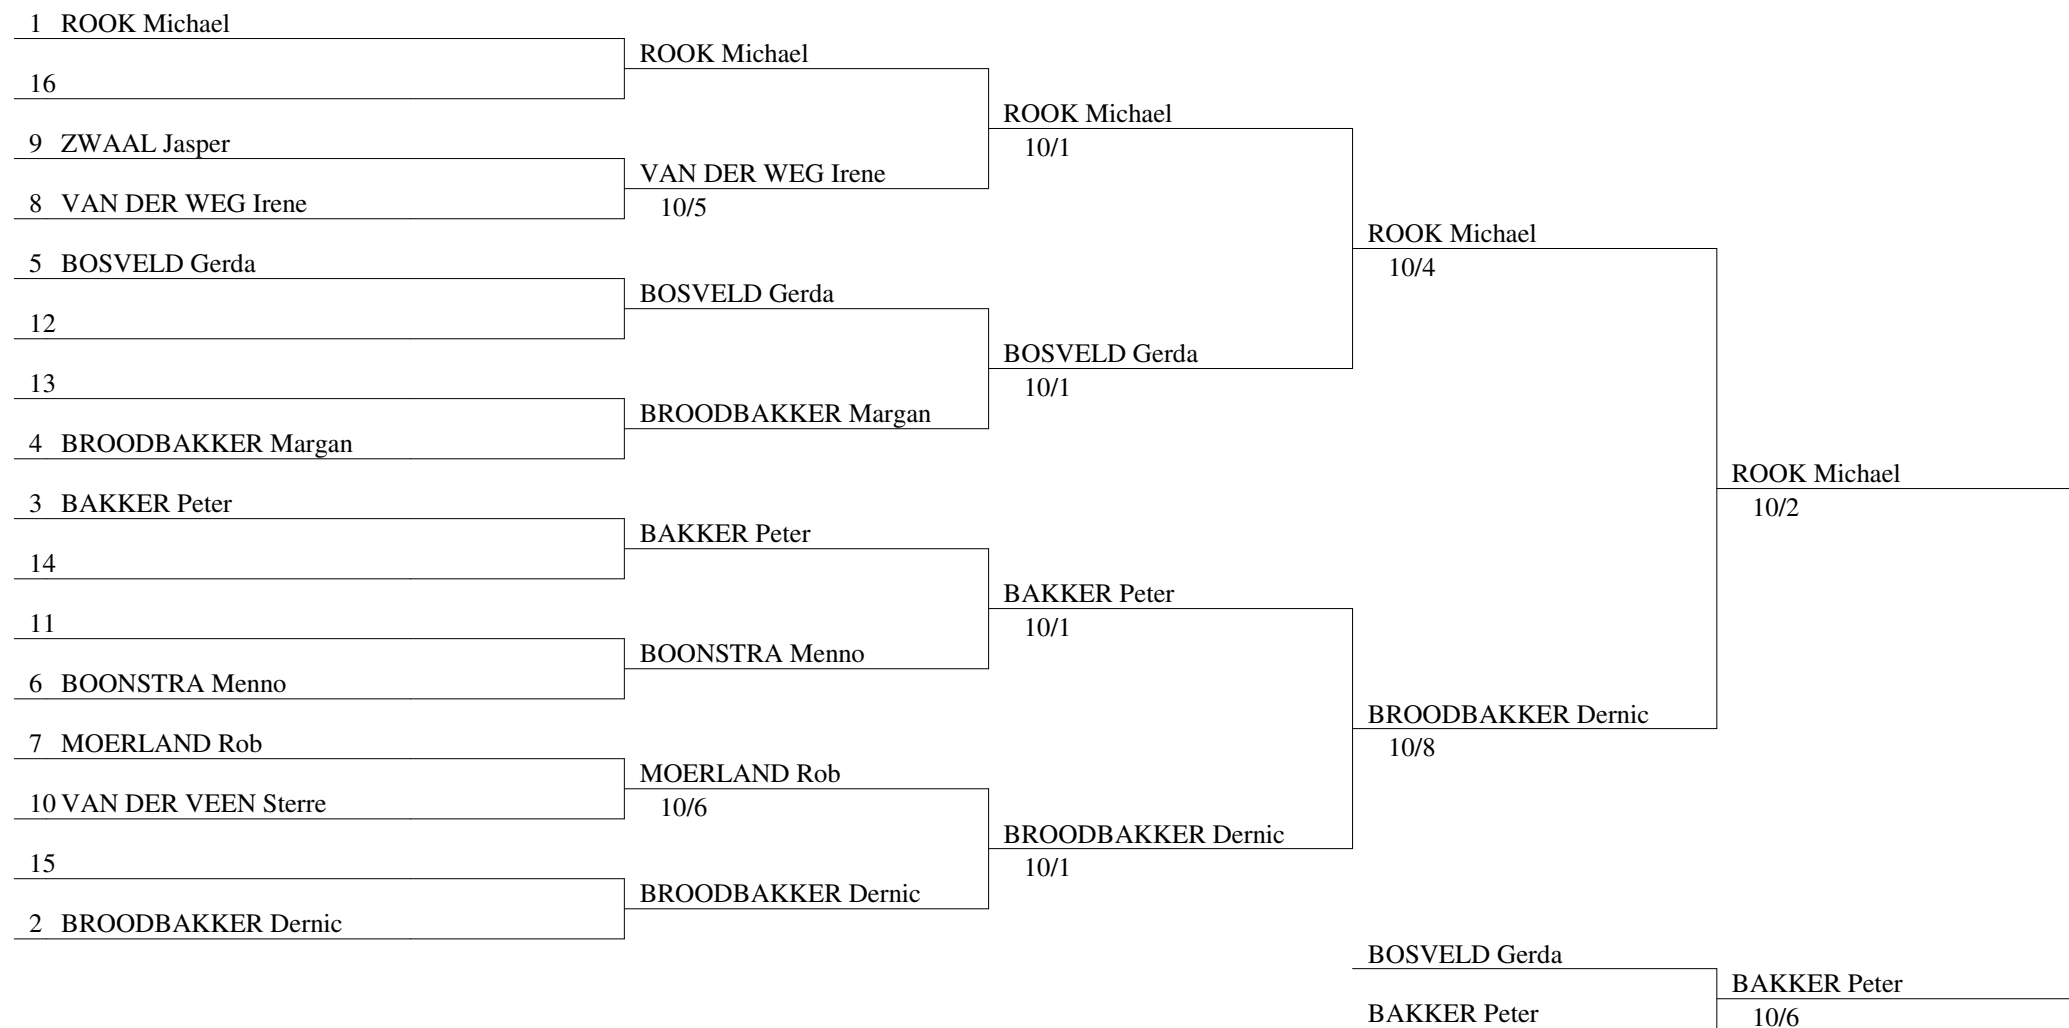 1 ROOK Michael
16
9 ZWAAL Jasper
8 VAN DER WEG Irene
5 BOSVELD Gerda
12
13
4 BROODBAKKER Margan
3 BAKKER Peter
14
11
6 BOONSTRA Menno
7 MOERLAND Rob
10 VAN DER VEEN Sterre
15
2 BROODBAKKER Dernic
ROOK Michael
VAN DER WEG Irene
10/5
BOSVELD Gerda
BROODBAKKER Margan
BAKKER Peter
BOONSTRA Menno
MOERLAND Rob
10/6
BROODBAKKER Dernic
ROOK Michael
10/1
BOSVELD Gerda
10/1
BAKKER Peter
10/1
BROODBAKKER Dernic
10/1
ROOK Michael
10/4
BROODBAKKER Dernic
10/8
ROOK Michael
10/2
BOSVELD Gerda
BAKKER Peter
BAKKER Peter
10/6